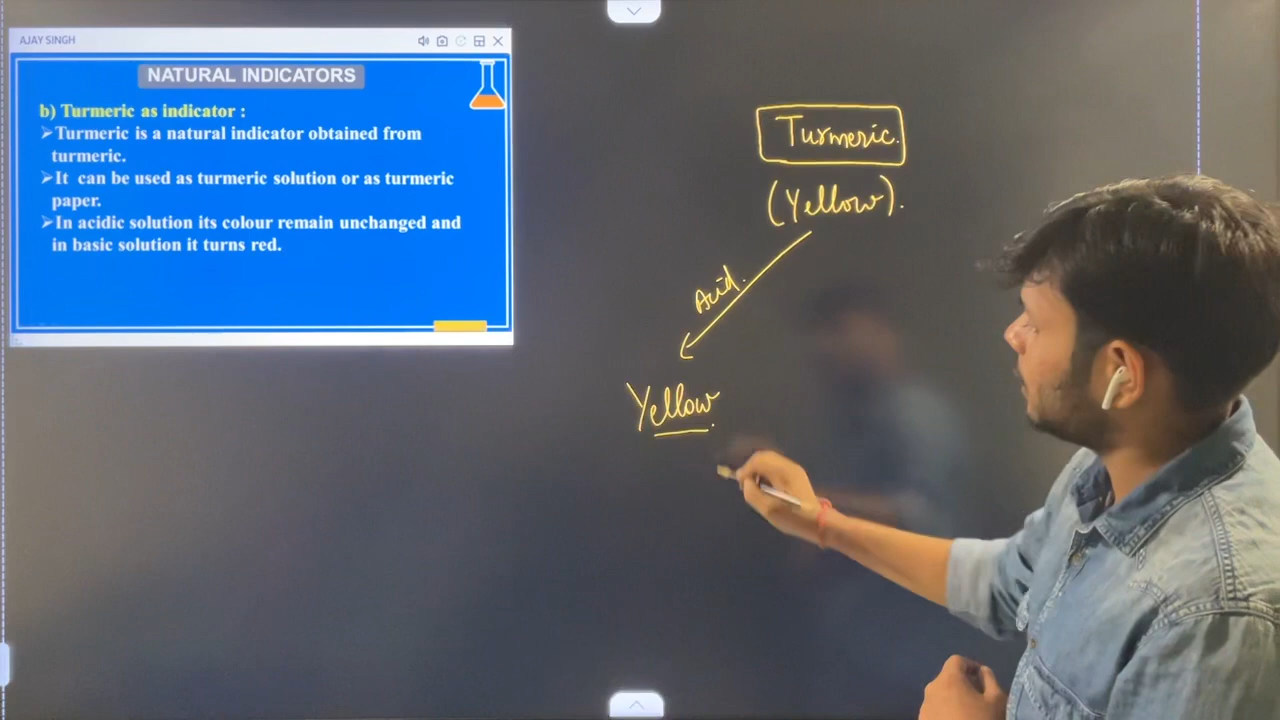 AJAY SINGH
NATURAL INDICATORS
b) Turmeric as indicator :
➢Turmeric is a natural indicator obtained from
turmeric.
➢It can be used as turmeric solution or as turmeric
paper.
➢In acidic solution its colour remain unchanged and
in basic solution it turns red.
Turmeric.
(Yellow).
Acid.
Yellow.